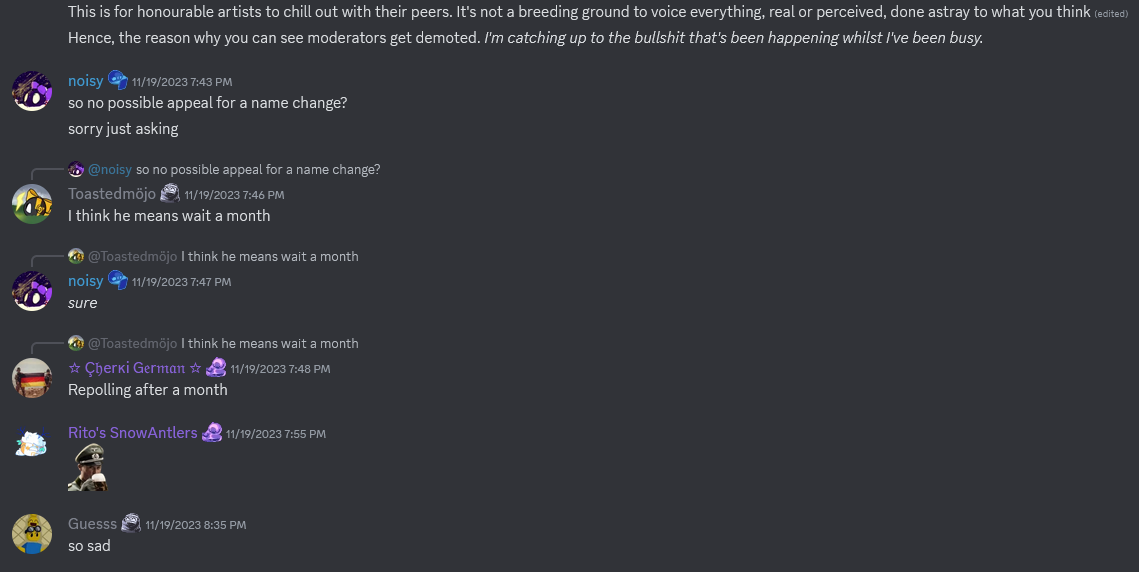 This is for honourable artists to chill out with their peers. It's not a breeding ground to voice everything, real or perceived, done astray to what you think (edited)
Hence, the reason why you can see moderators get demoted. I'm catching up to the bullshit that's been happening whilst I've been busy.
noisy 11/19/2023 7:43 PM
so no possible appeal for a name change?
sorry just asking
@noisy so no possible appeal for a name change?
Toastedmöjo 11/19/2023 7:46 PM
I think he means wait a month
@Toastedmöjo I think he means wait a month
noisy 11/19/2023 7:47 PM
sure
@Toastedmöjo I think he means wait a month
☆ Çɧerкi Gєrmαη ☆ 11/19/2023 7:48 PM
Repolling after a month
Rito's SnowAntlers 11/19/2023 7:55 PM
Guesss 11/19/2023 8:35 PM
so sad